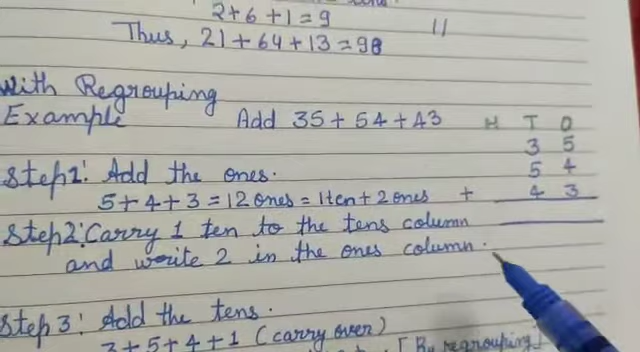 2+6+1=9
Thus, 21+64+13=98
With Regrouping
Example Add 35+54+43 H T O
3 5
5 4
Step1: Add the ones.
5+4+3=12 ones=1ten+2 ones + 4 3
Step2: Carry 1 ten to the tens column
and write 2 in the ones column.
Step 3: Add the tens.
3+5+4+1 (carry over) [By regrouping]